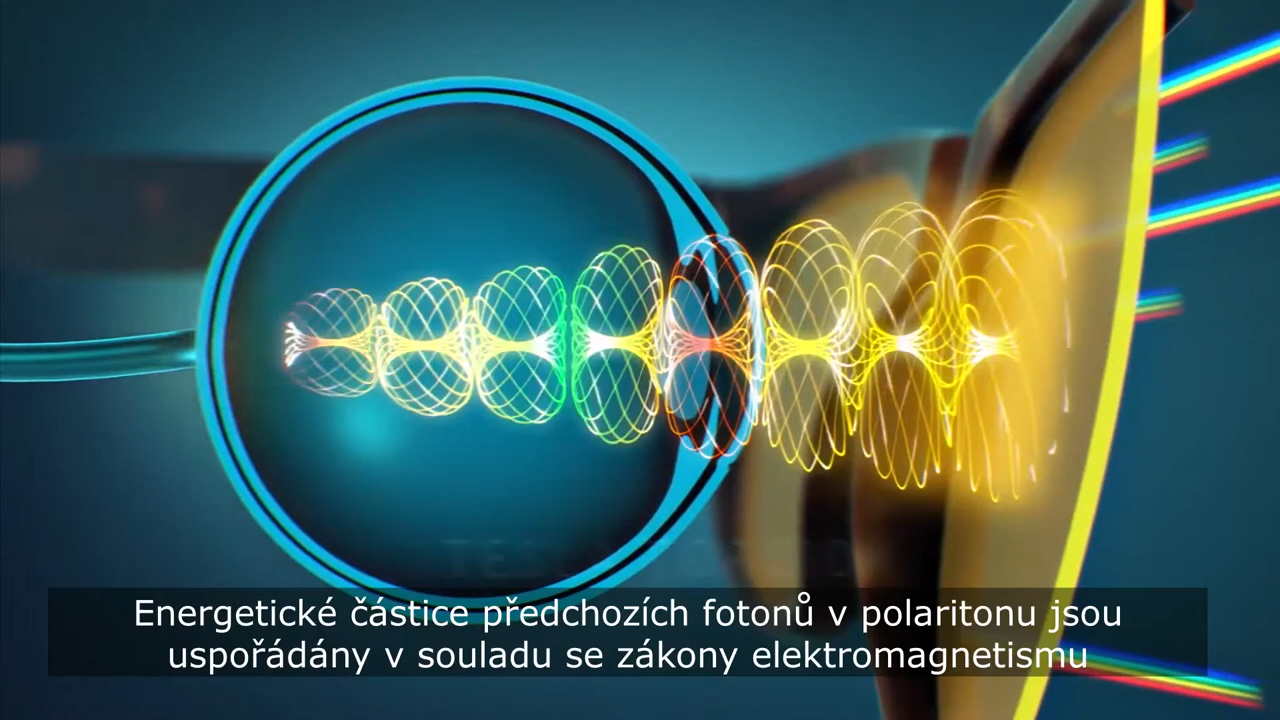 Energetické částice předchozích fotonů v polaritonu jsou
uspořádány v souladu se zákony elektromagnetismu